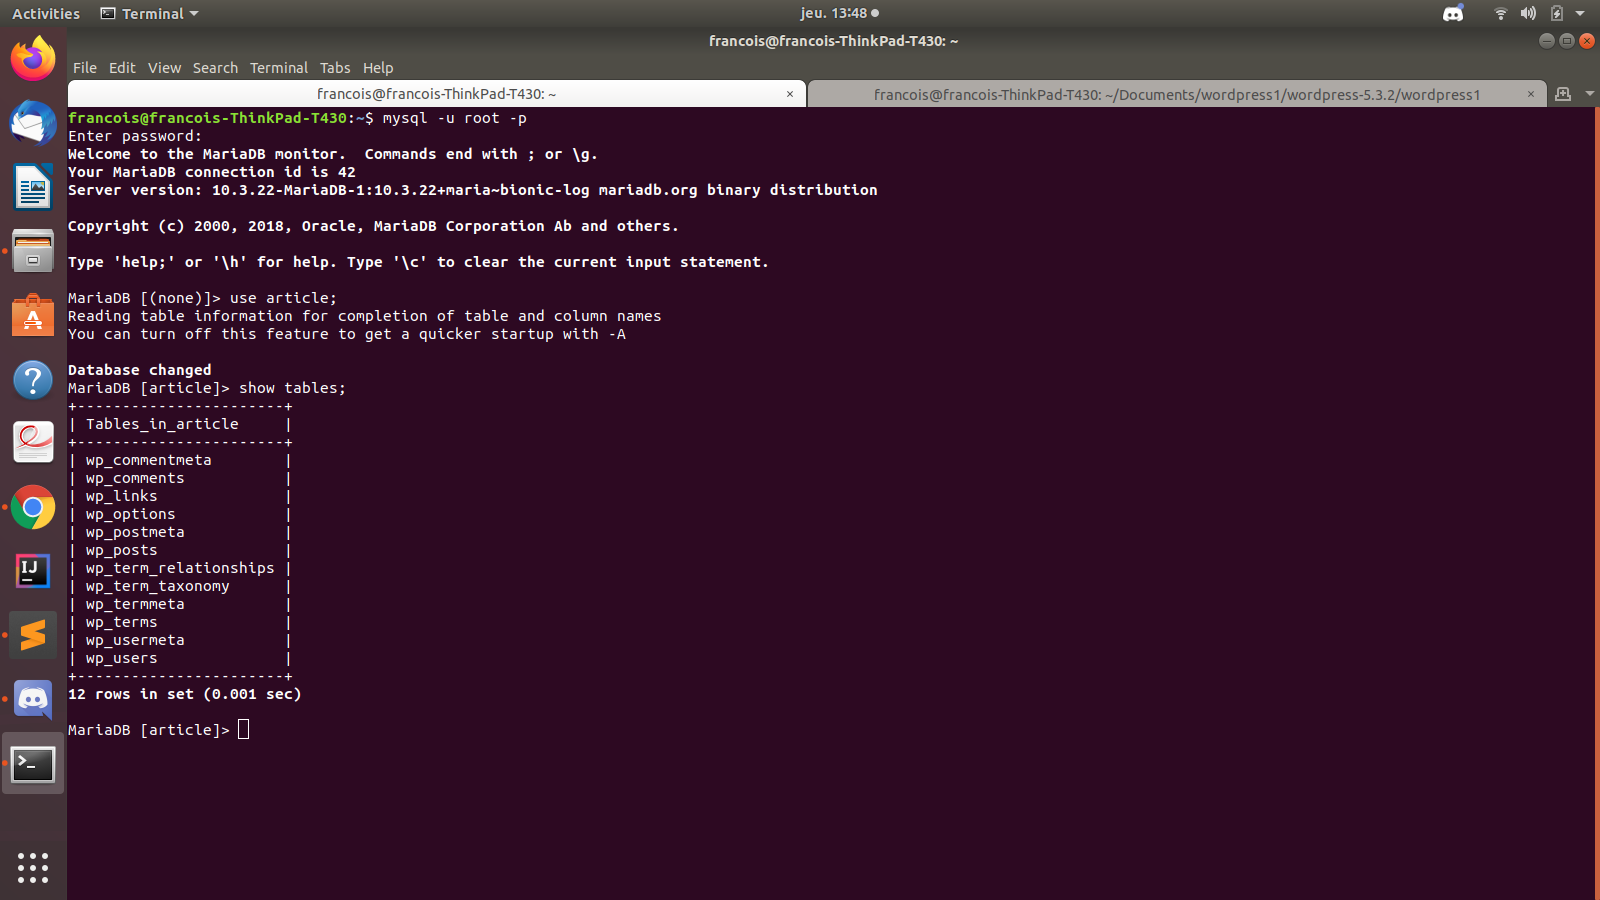 Activities Terminal jeu. 13:48
francois@francois-ThinkPad-T430: ~
File Edit View Search Terminal Tabs Help
francois@francois-ThinkPad-T430: ~ × francois@francois-ThinkPad-T430: ~/Documents/wordpress1/wordpress-5.3.2/wordpress1 ×
francois@francois-ThinkPad-T430:~$ mysql -u root -p
Enter password:
Welcome to the MariaDB monitor.  Commands end with ; or \g.
Your MariaDB connection id is 42
Server version: 10.3.22-MariaDB-1:10.3.22+maria~bionic-log mariadb.org binary distribution
Copyright (c) 2000, 2018, Oracle, MariaDB Corporation Ab and others.
Type 'help;' or '\h' for help. Type '\c' to clear the current input statement.
MariaDB [(none)]> use article;
Reading table information for completion of table and column names
You can turn off this feature to get a quicker startup with -A
Database changed
MariaDB [article]> show tables;
+-----------------------+
| Tables_in_article     |
+-----------------------+
| wp_commentmeta        |
| wp_comments           |
| wp_links              |
| wp_options            |
| wp_postmeta           |
| wp_posts              |
| wp_term_relationships |
| wp_term_taxonomy      |
| wp_termmeta           |
| wp_terms              |
| wp_usermeta           |
| wp_users              |
+-----------------------+
12 rows in set (0.001 sec)
MariaDB [article]>